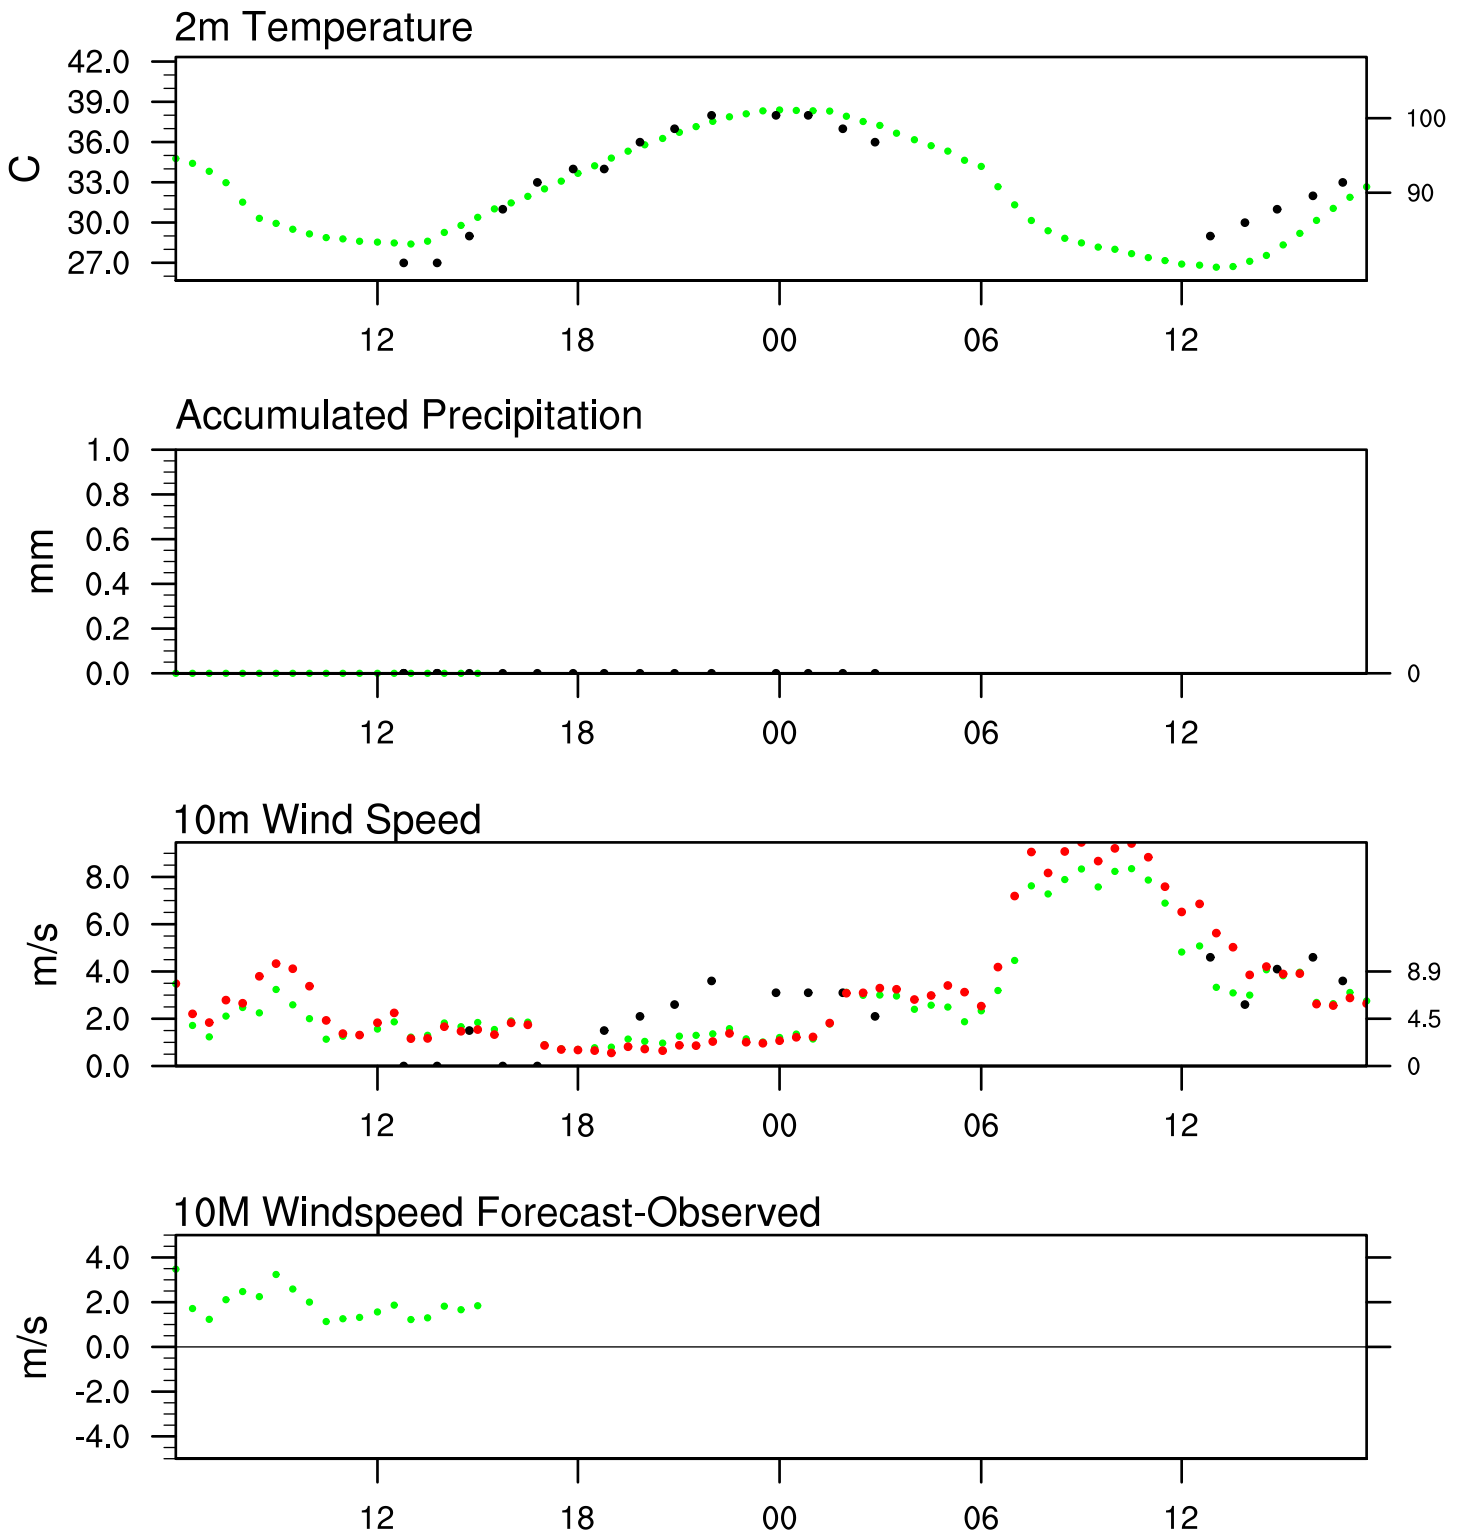 2m Temperature
42.0
39.0
36.0
33.0
30.0
27.0
C
100
90
12 18 00 06 12
Accumulated Precipitation
1.0
0.8
0.6
0.4
0.2
0.0
mm
0
12 18 00 06 12
10m Wind Speed
8.0
6.0
4.0
2.0
0.0
m/s
8.9
4.5
0
12 18 00 06 12
10M Windspeed Forecast-Observed
4.0
2.0
0.0
-2.0
-4.0
m/s
12 18 00 06 12